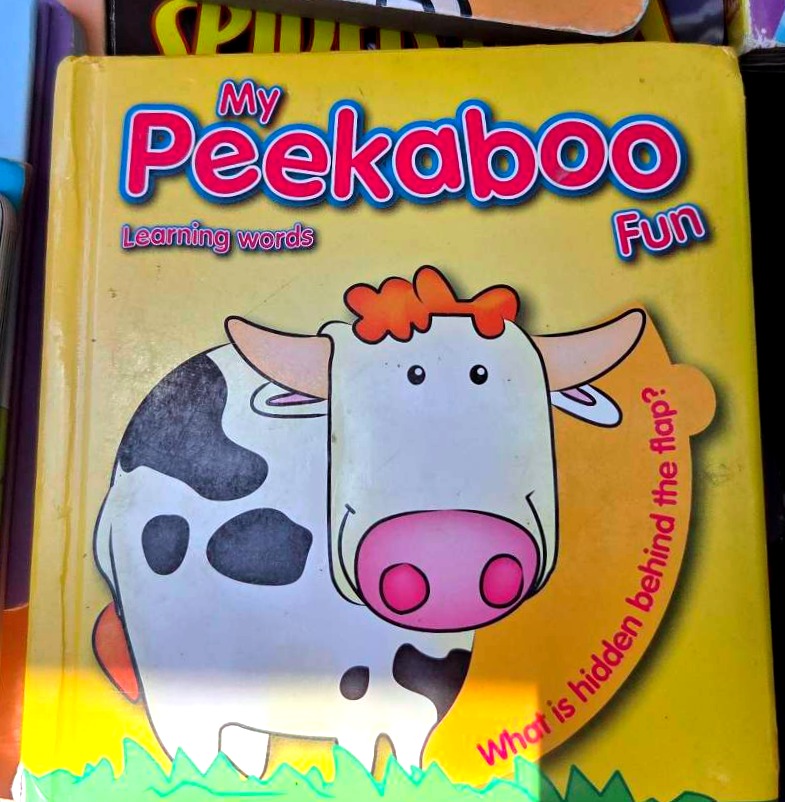 My
Peekaboo
Fun
Learning words
What is hidden behind the flap?